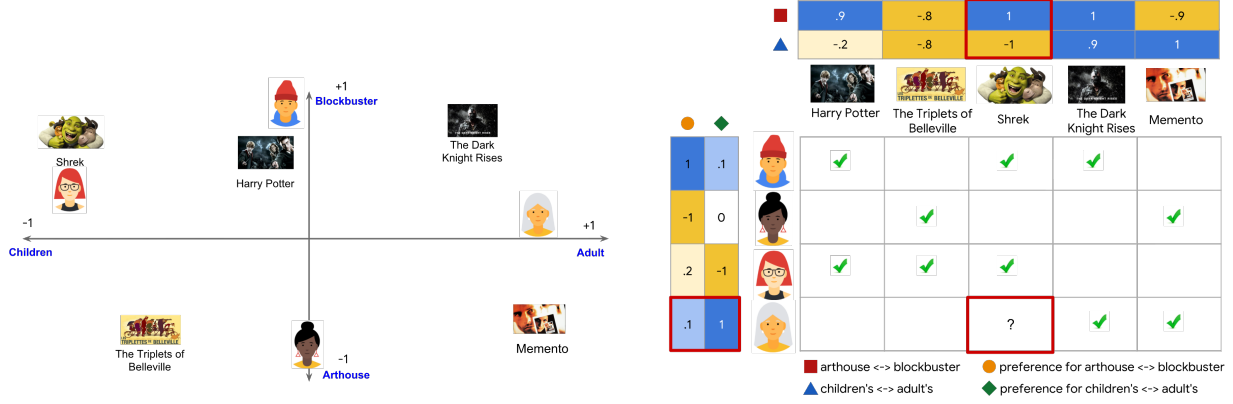 +1
Blockbuster
Shrek
Harry Potter
The Dark
Knight Rises
-1
+1
Children
Adult
The Triplets of
Belleville
Memento
-1
Arthouse
.9
-.8
1
1
-.9
-.2
-.8
-1
.9
1
TRIPLETTES DE BELLEVILLE
Harry Potter
The Triplets of
Belleville
Shrek
The Dark
Knight Rises
Memento
1
.1
-1
0
.2
-1
.1
1
?
arthouse <-> blockbuster
preference for arthouse <-> blockbuster
children's <-> adult's
preference for children's <-> adult's